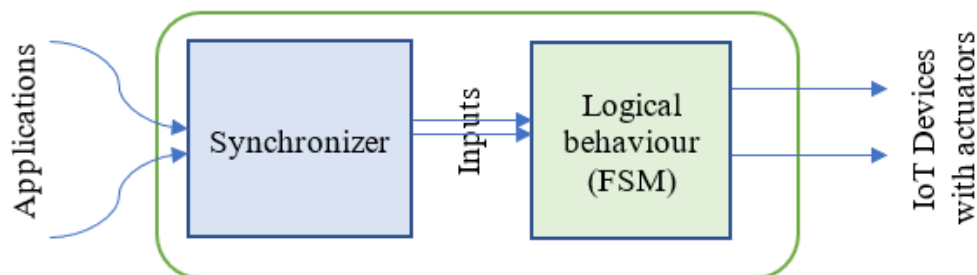 Applications
Synchronizer
Inputs
Logical
behaviour
(FSM)
IoT Devices
with actuators